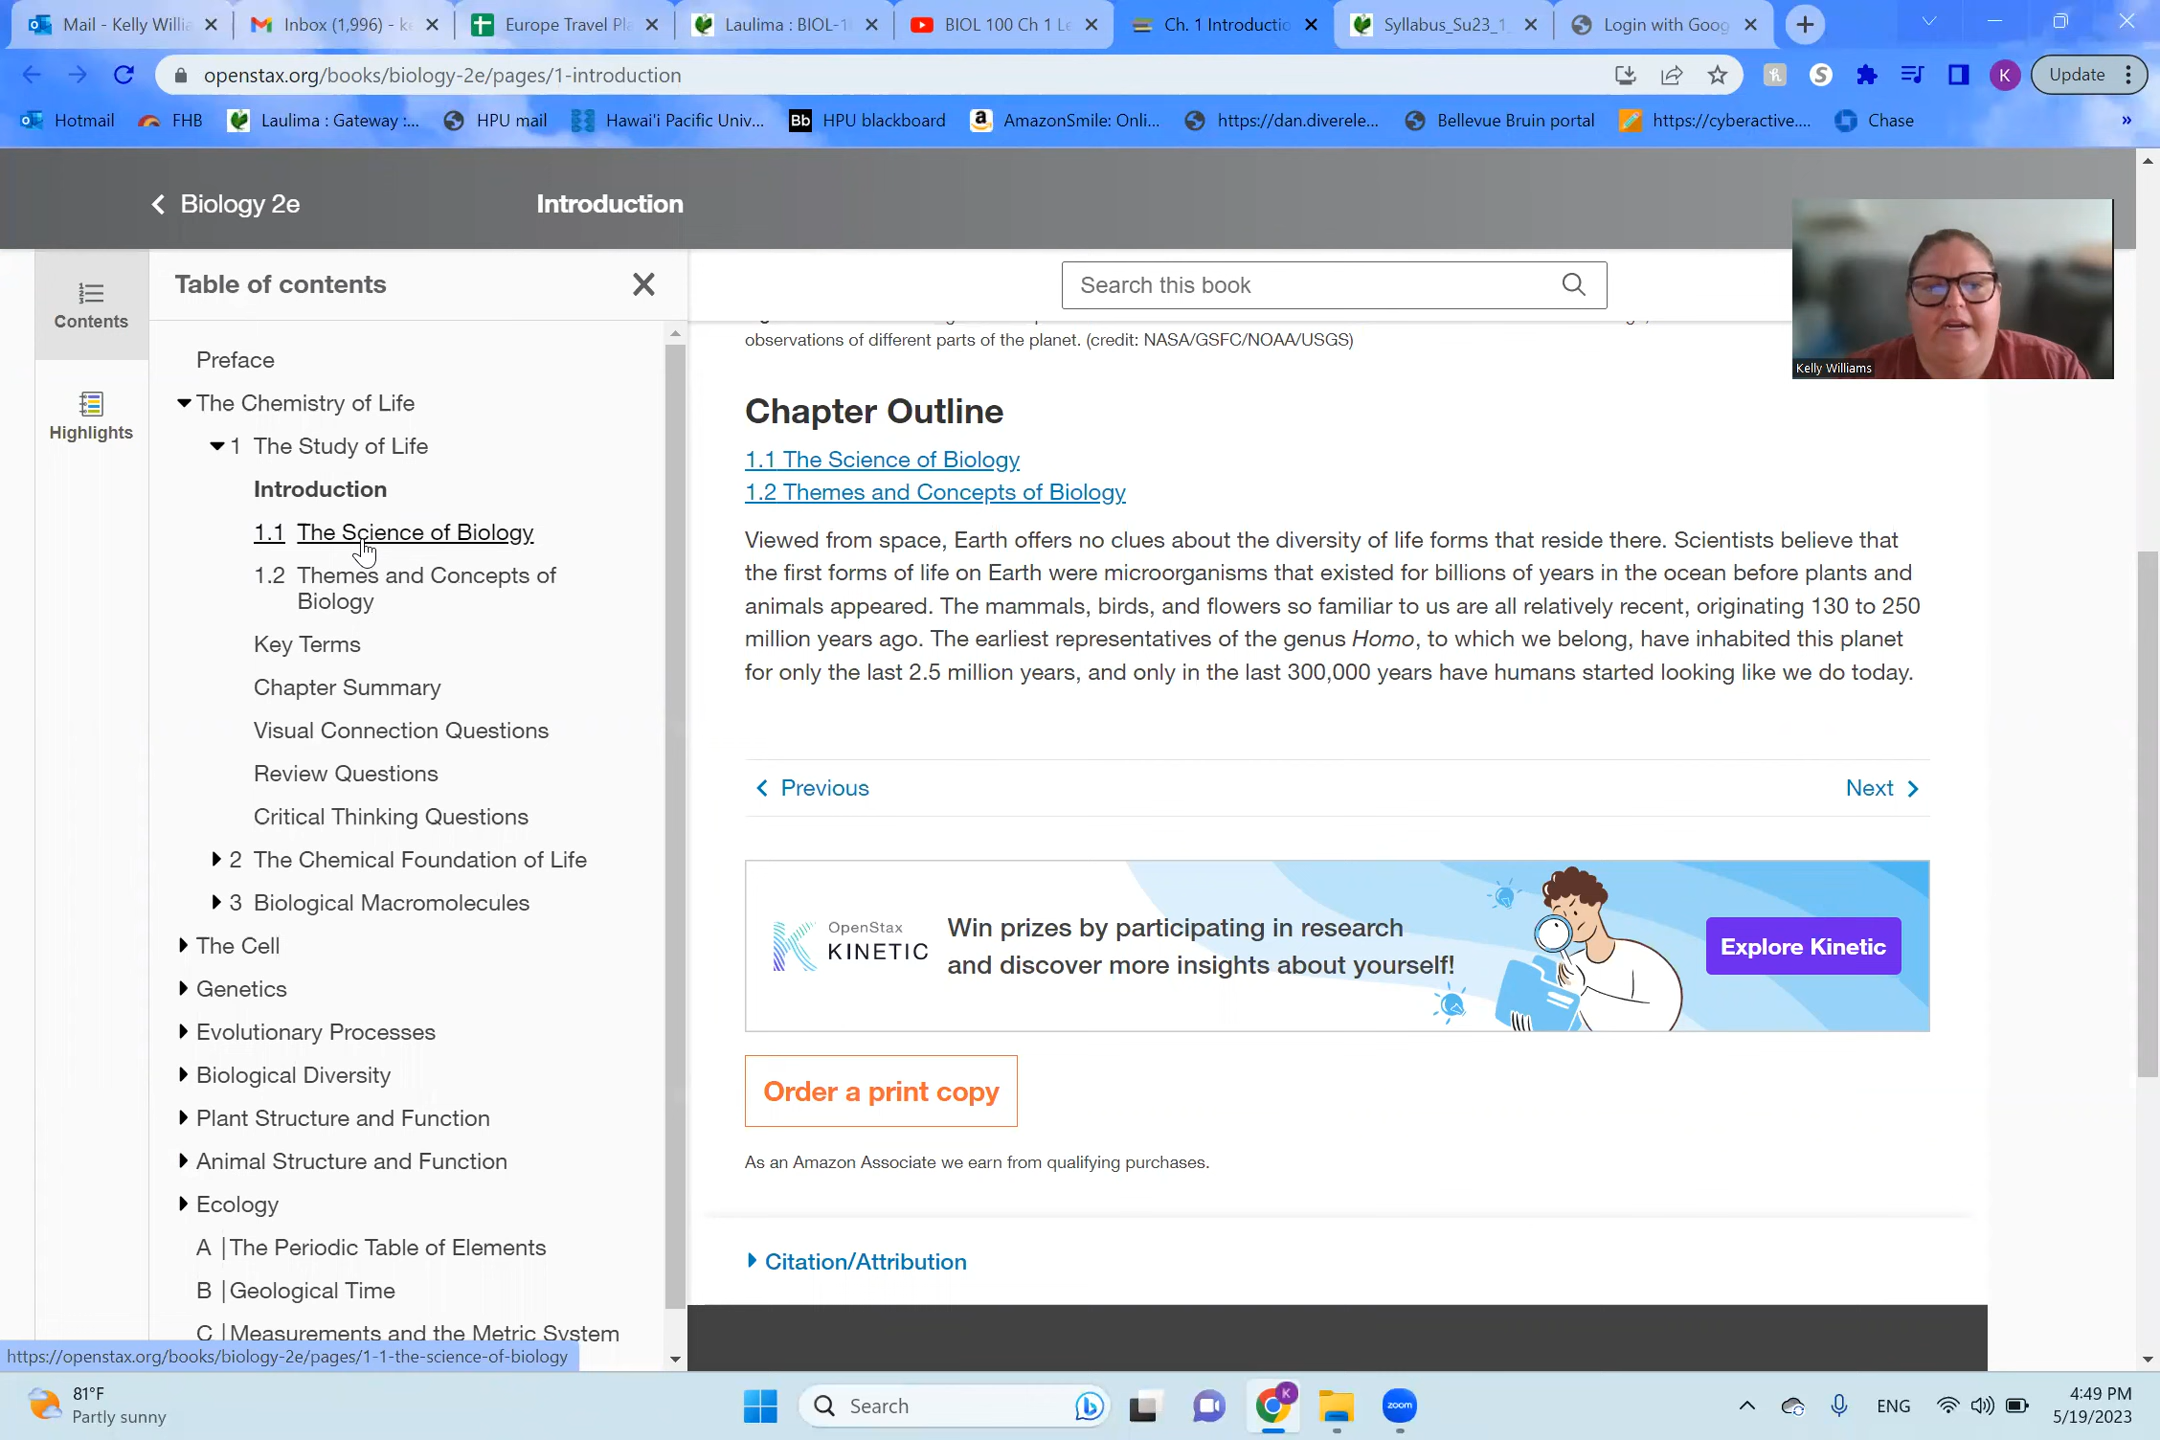 Mail - Kelly Willia
Inbox (1,996) - ke
Europe Travel Pla
Laulima : BIOL-1
BIOL 100 Ch 1 Le
Ch. 1 Introductio
Syllabus_Su23_1_
Login with Goog
openstax.org/books/biology-2e/pages/1-introduction
K
Update
Hotmail
FHB
Laulima : Gateway :...
HPU mail
Hawai'i Pacific Univ...
Bb HPU blackboard
AmazonSmile: Onli...
https://dan.diverele...
Bellevue Bruin portal
https://cyberactive....
Chase
»
Biology 2e
Introduction
Contents
Highlights
Table of contents
Preface
The Chemistry of Life
1 The Study of Life
Introduction
1.1 The Science of Biology
1.2 Themes and Concepts of
Biology
Key Terms
Chapter Summary
Visual Connection Questions
Review Questions
Critical Thinking Questions
2 The Chemical Foundation of Life
3 Biological Macromolecules
The Cell
Genetics
Evolutionary Processes
Biological Diversity
Plant Structure and Function
Animal Structure and Function
Ecology
A | The Periodic Table of Elements
B | Geological Time
C | Measurements and the Metric System
https://openstax.org/books/biology-2e/pages/1-1-the-science-of-biology
Search this book
Kelly Williams
observations of different parts of the planet. (credit: NASA/GSFC/NOAA/USGS)
Chapter Outline
1.1 The Science of Biology
1.2 Themes and Concepts of Biology
Viewed from space, Earth offers no clues about the diversity of life forms that reside there. Scientists believe that
the first forms of life on Earth were microorganisms that existed for billions of years in the ocean before plants and
animals appeared. The mammals, birds, and flowers so familiar to us are all relatively recent, originating 130 to 250
million years ago. The earliest representatives of the genus Homo, to which we belong, have inhabited this planet
for only the last 2.5 million years, and only in the last 300,000 years have humans started looking like we do today.
Previous
Next
OpenStax
KINETIC
Win prizes by participating in research
and discover more insights about yourself!
Explore Kinetic
Order a print copy
As an Amazon Associate we earn from qualifying purchases.
Citation/Attribution
81°F
Partly sunny
Search
K
zoom
ENG
4:49 PM
5/19/2023